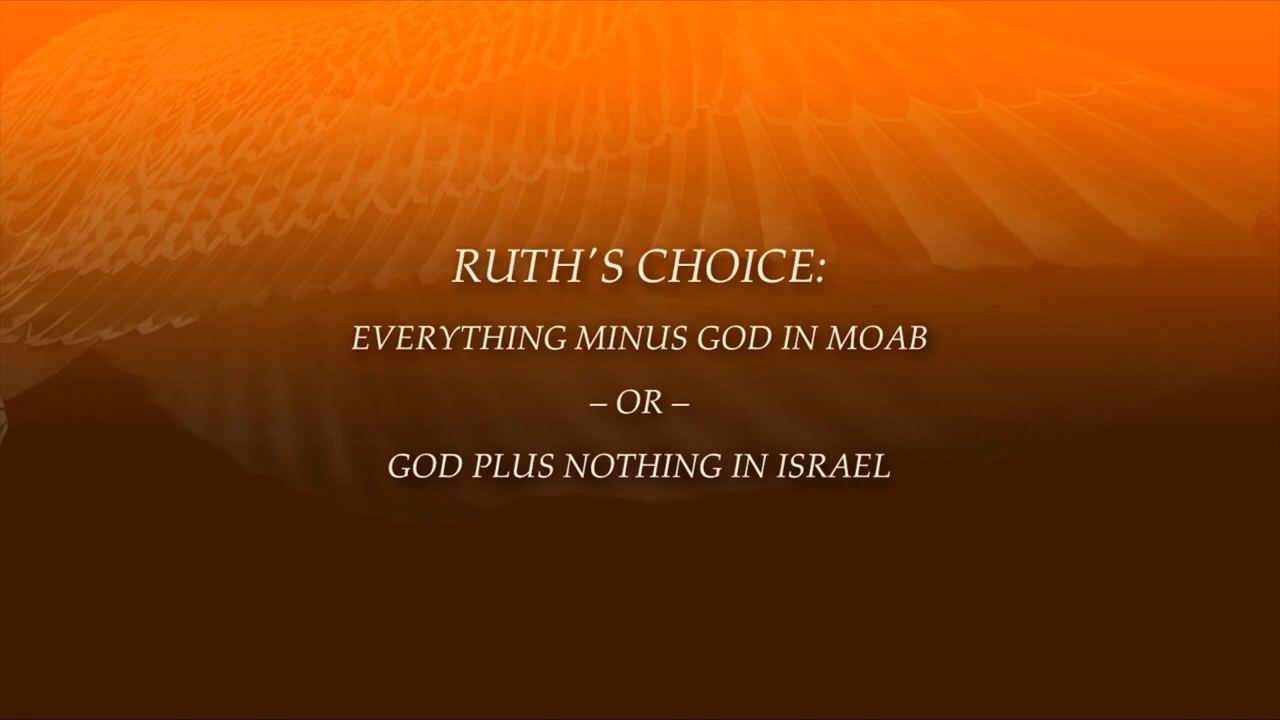 RUTH'S CHOICE:
EVERYTHING MINUS GOD IN MOAB
– OR –
GOD PLUS NOTHING IN ISRAEL